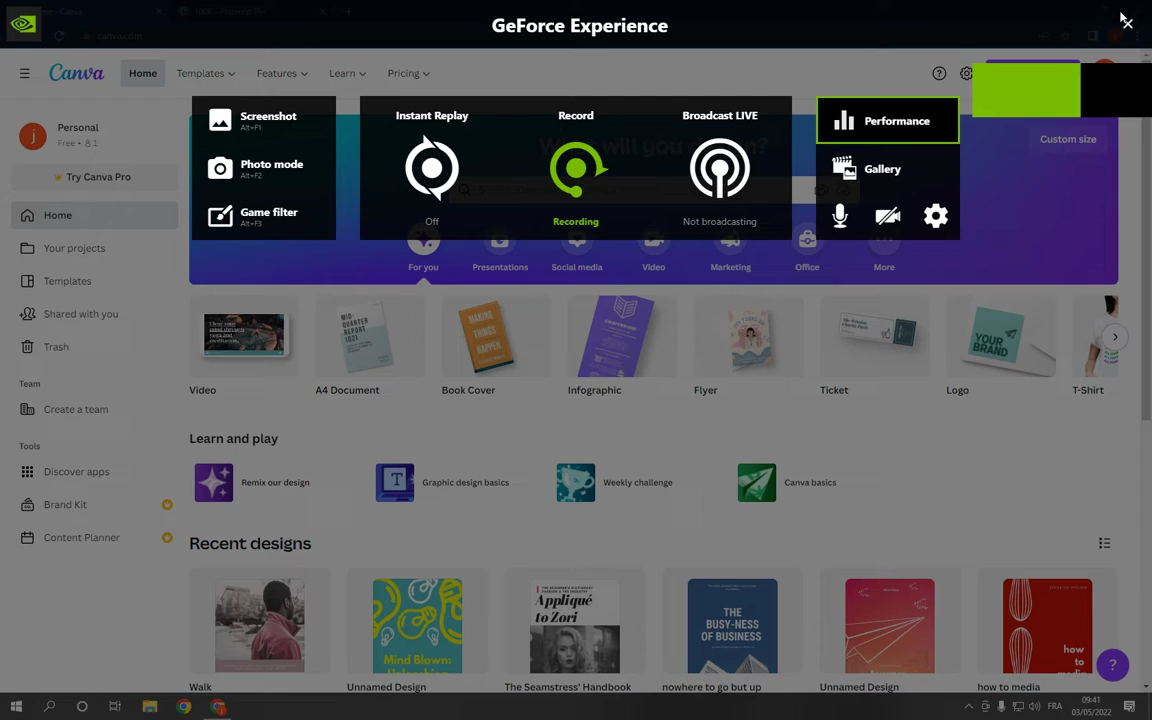 GeForce Experience
canva.com
Canva
Home
Templates
Features
Learn
Pricing
Personal
Free • 1
Try Canva Pro
Home
Your projects
Templates
Shared with you
Trash
Team
Create a team
Tools
Discover apps
Brand Kit
Content Planner
Screenshot
Alt+F1
Photo mode
Alt+F2
Game filter
Alt+F3
Instant Replay
Off
Record
Recording
Broadcast LIVE
Not broadcasting
Performance
Gallery
Custom size
For you
Presentations
Social media
Video
Marketing
Office
More
Video
A4 Document
Book Cover
Infographic
Flyer
Ticket
Logo
T-Shirt
MID-
QUARTER
REPORT
MAKING
THINGS
HAPPEN
YOUR
BRAND
Learn and play
Remix our design
Graphic design basics
Weekly challenge
Canva basics
Recent designs
Mind Blown:
Appliqué
to Zori
THE
BUSY-NESS
OF BUSINESS
how
to
media
Walk
Unnamed Design
The Seamstress' Handbook
nowhere to go but up
Unnamed Design
how to media
?
FRA
09:41
03/05/2022